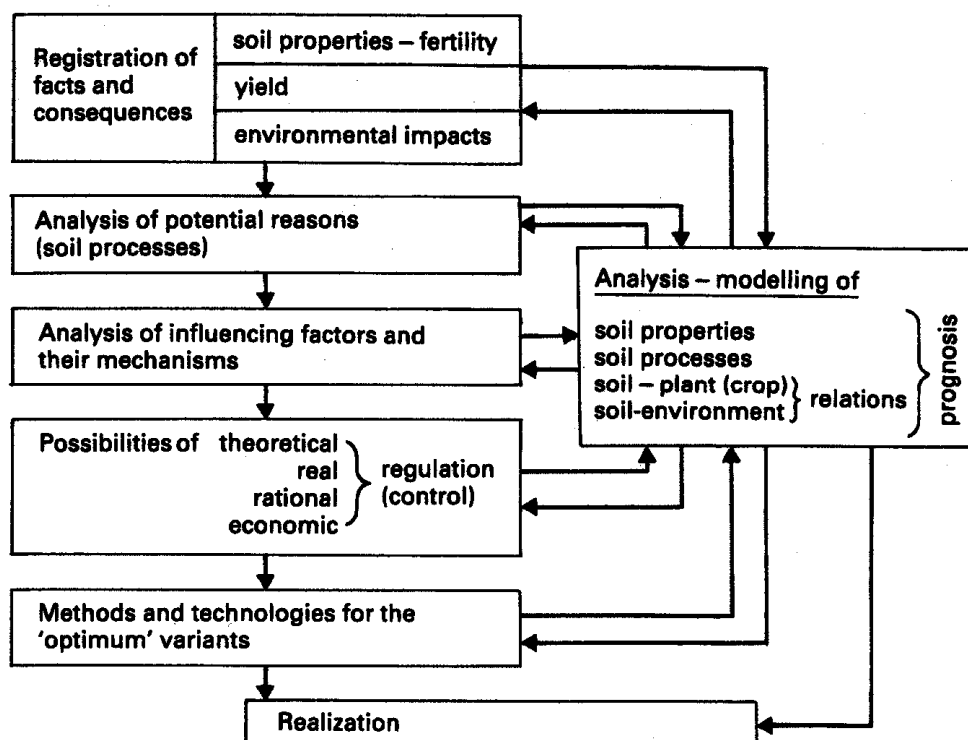 Registration of
facts and
consequences
soil properties – fertility
yield
environmental impacts
Analysis of potential reasons
(soil processes)
Analysis of influencing factors and
their mechanisms
Possibilities of theoretical
real
rational
economic
regulation
(control)
Methods and technologies for the
'optimum' variants
Realization
Analysis – modelling of
soil properties
soil processes
soil – plant (crop)
soil-environment
relations
prognosis